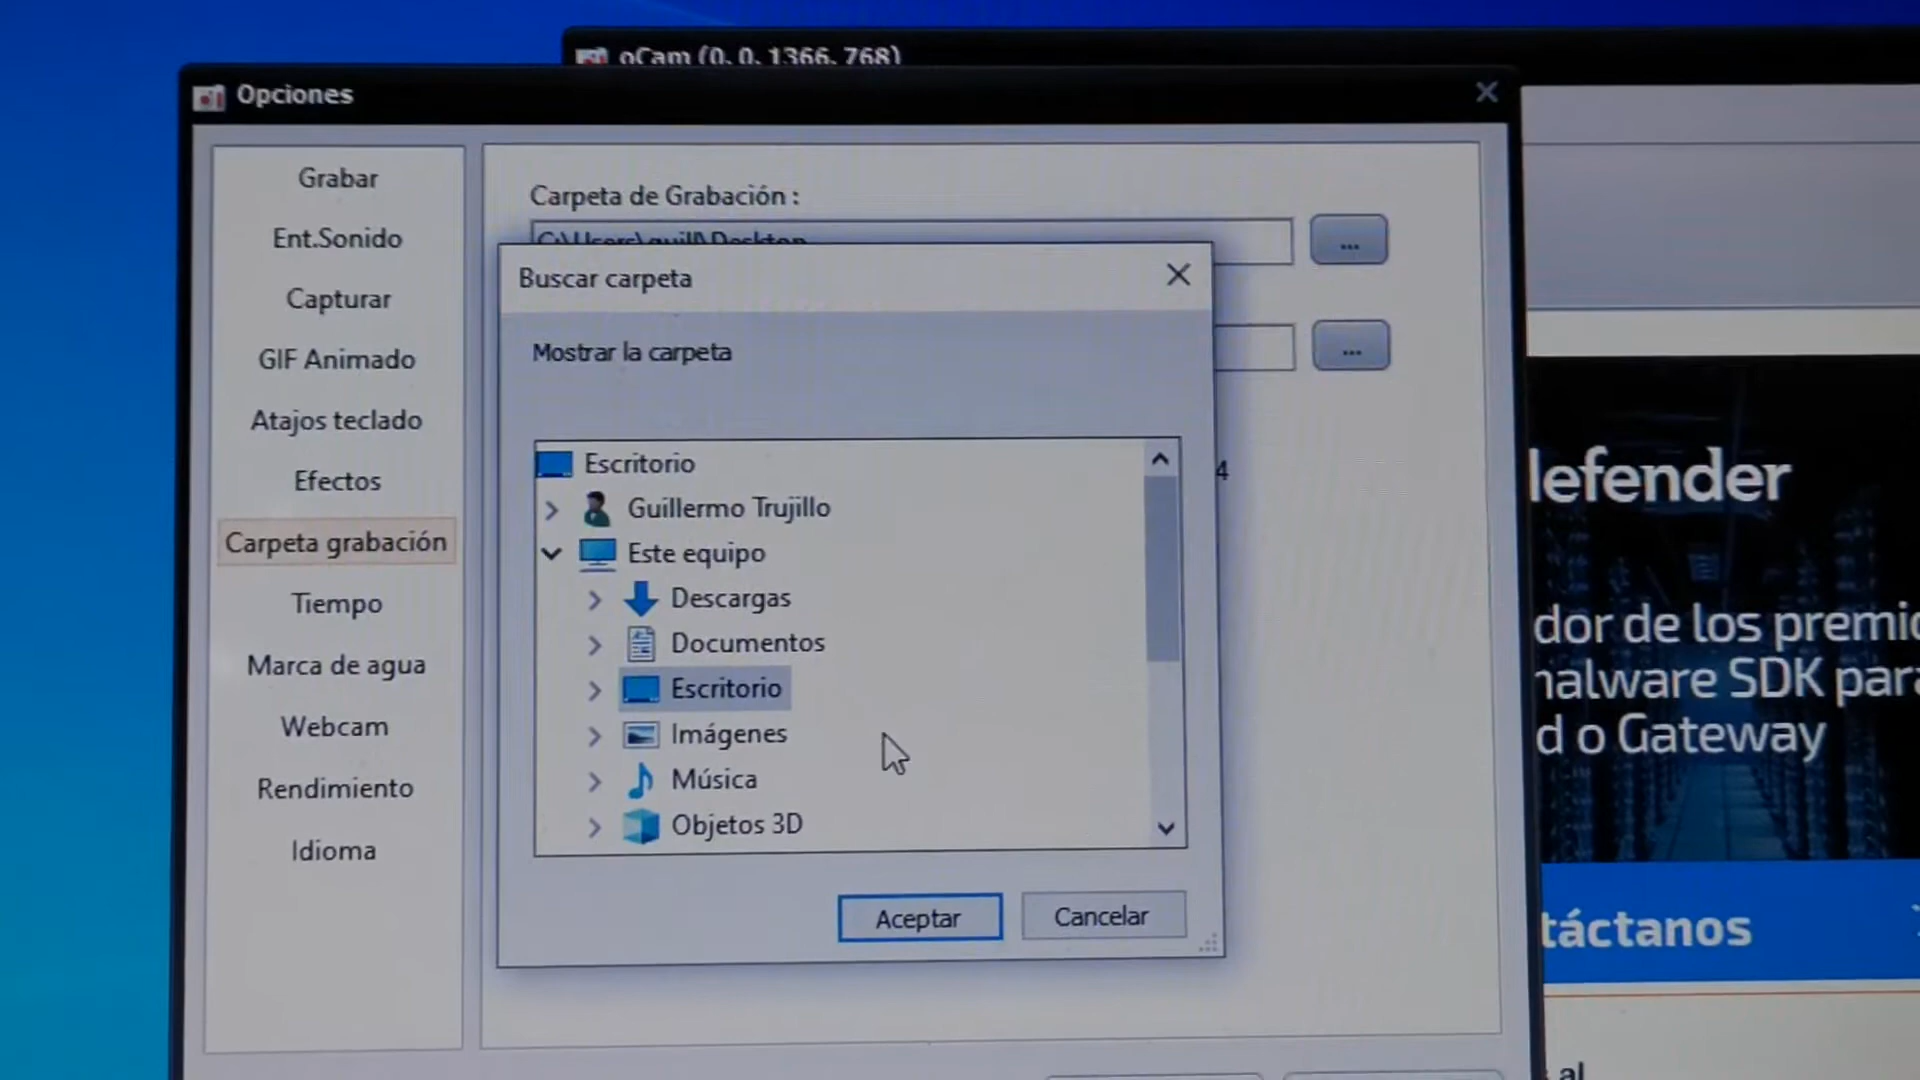 oCam (0, 0, 1366, 768)
Opciones
Grabar
Ent.Sonido
Capturar
GIF Animado
Atajos teclado
Efectos
Carpeta grabación
Tiempo
Marca de agua
Webcam
Rendimiento
Idioma
Carpeta de Grabación :
C:\Users\guill\Desktop
...
...
4
Buscar carpeta
Mostrar la carpeta
Escritorio
Guillermo Trujillo
Este equipo
Descargas
Documentos
Escritorio
Imágenes
Música
Objetos 3D
Aceptar
Cancelar
lefender
dor de los premio
nalware SDK para
d o Gateway
táctanos
al